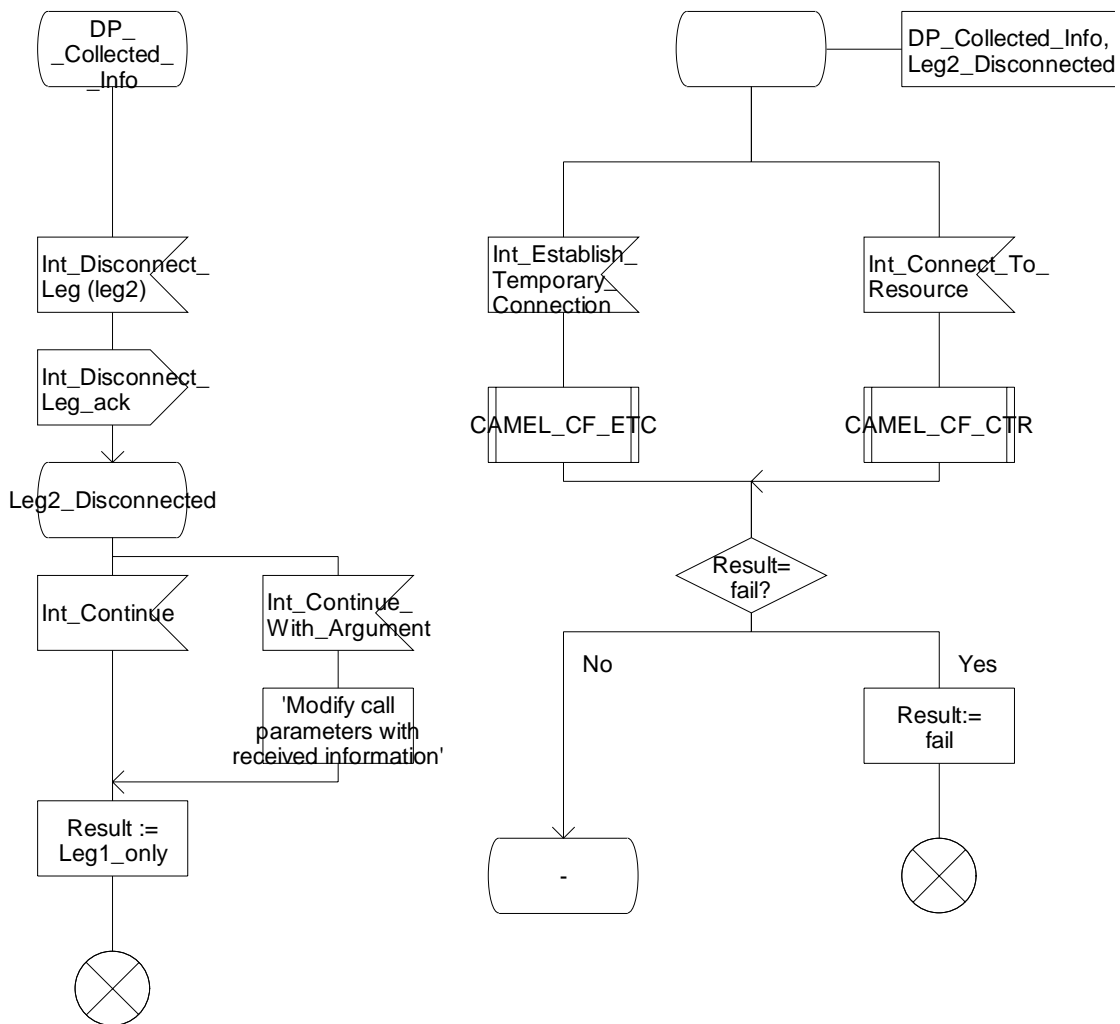 DP_
_Collected_
_Info
DP_Collected_Info,
Leg2_Disconnected
Int_Disconnect_
Leg (leg2)
Int_Establish_
Temporary_
Connection
Int_Connect_To_
Resource
Int_Disconnect_
Leg_ack
CAMEL_CF_ETC
CAMEL_CF_CTR
Leg2_Disconnected
Result=
fail?
Int_Continue
Int_Continue_
With_Argument
No
Yes
'Modify call
parameters with
received information'
Result:=
fail
Result :=
Leg1_only
-